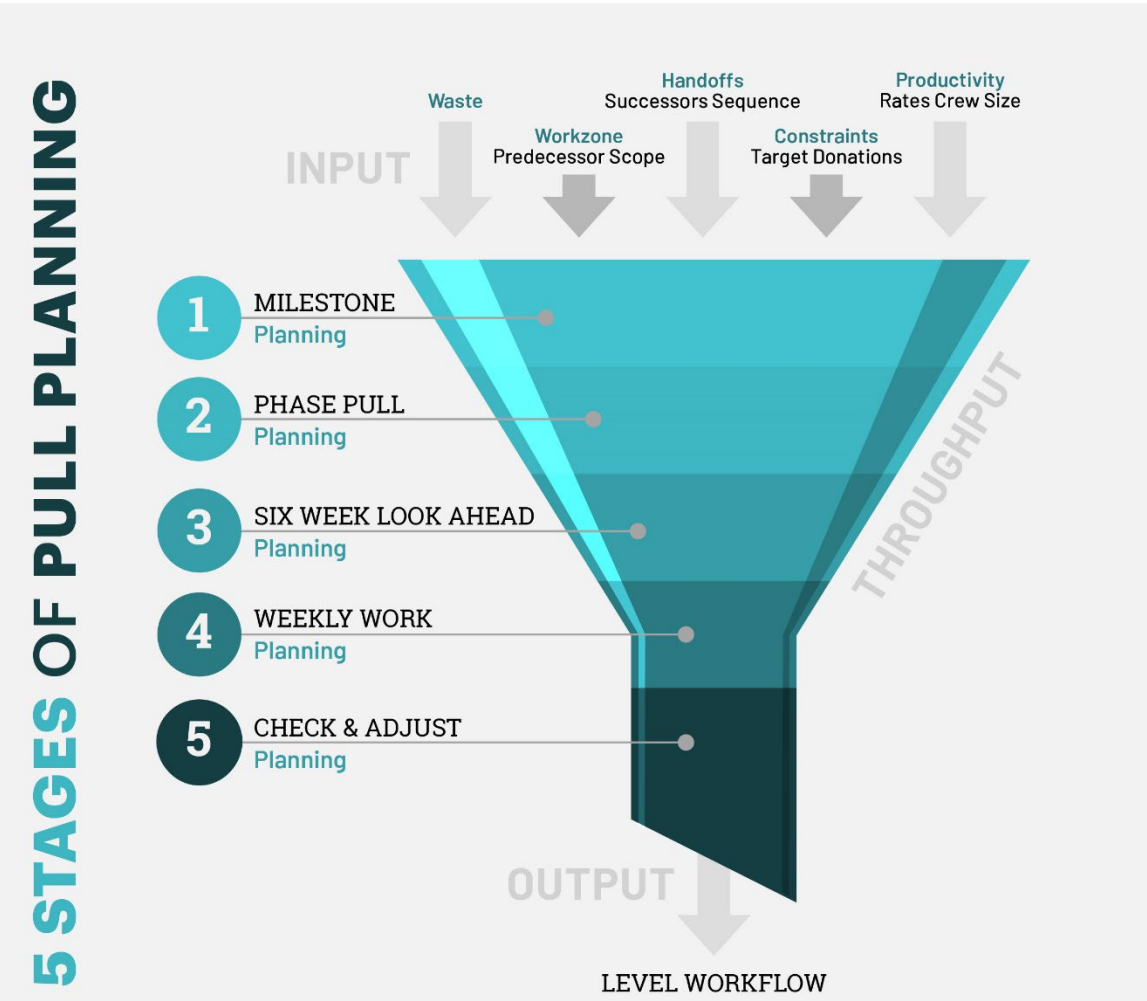 5 STAGES OF PULL PLANNING
INPUT
Waste
Workzone
Predecessor Scope
Handoffs
Successors Sequence
Constraints
Target Donations
Productivity
Rates Crew Size
1
MILESTONE
Planning
2
PHASE PULL
Planning
3
SIX WEEK LOOK AHEAD
Planning
4
WEEKLY WORK
Planning
5
CHECK & ADJUST
Planning
THROUGHPUT
OUTPUT
LEVEL WORKFLOW